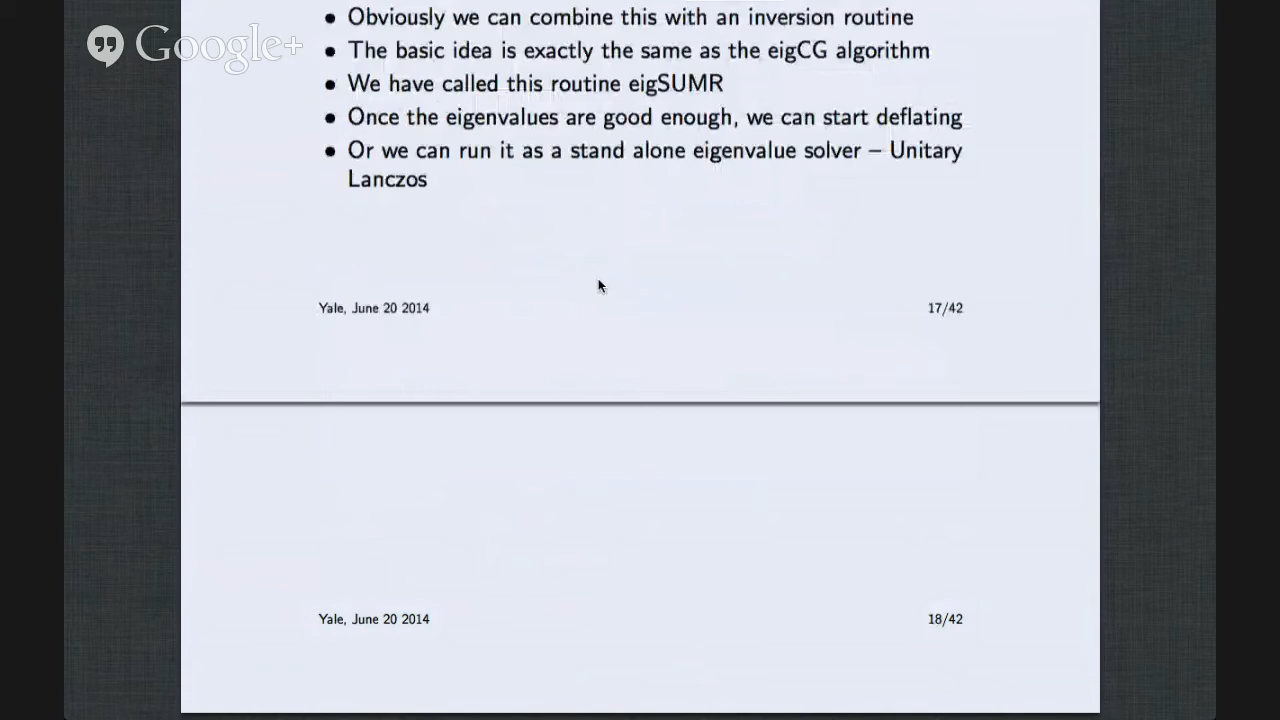 Google+
• Obviously we can combine this with an inversion routine
• The basic idea is exactly the same as the eigCG algorithm
• We have called this routine eigSUMR
• Once the eigenvalues are good enough, we can start deflating
• Or we can run it as a stand alone eigenvalue solver – Unitary
Lanczos
Yale, June 20 2014 17/42
Yale, June 20 2014 18/42